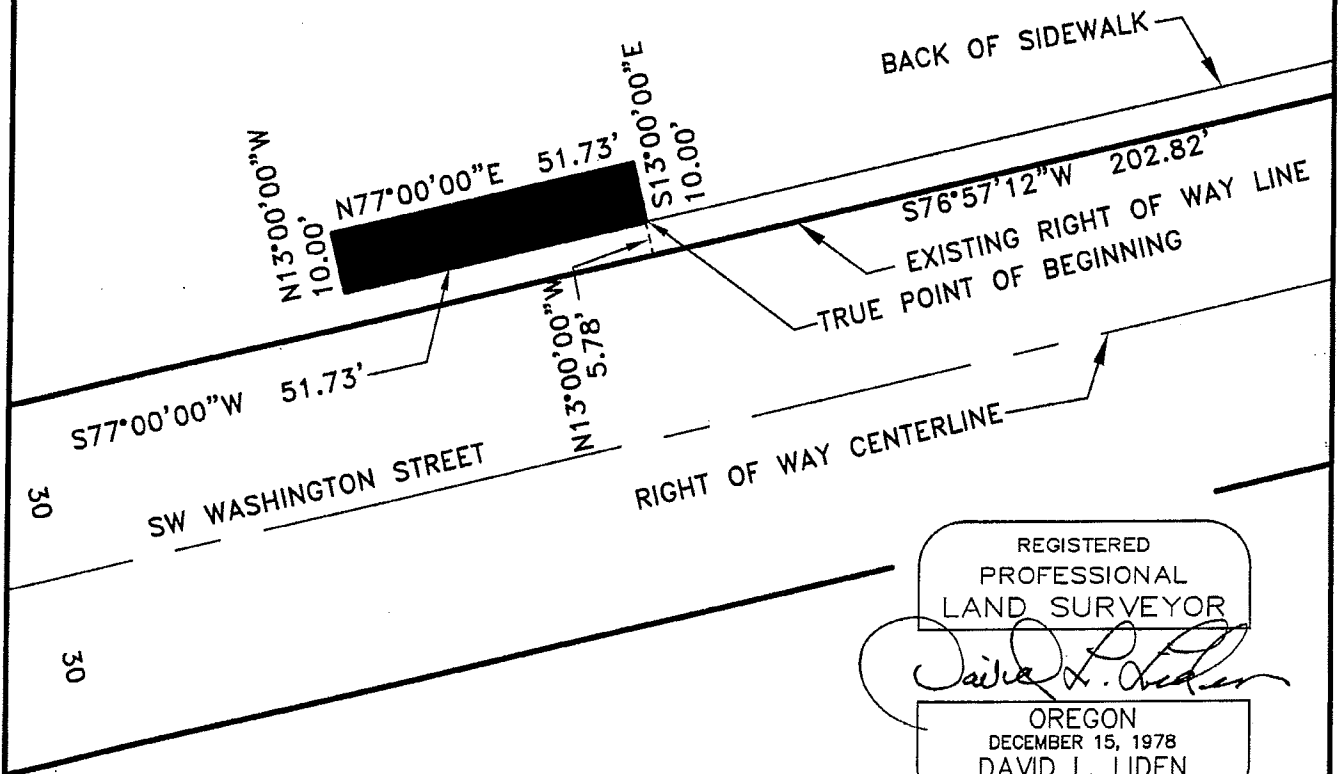 BACK OF SIDEWALK
N13°00'00"W
10.00'
N77°00'00"E 51.73'
S13°00'00"E
10.00'
S76°57'12"W 202.82'
EXISTING RIGHT OF WAY LINE
TRUE POINT OF BEGINNING
N13°00'00"W
5.78'
S77°00'00"W 51.73'
SW WASHINGTON STREET
RIGHT OF WAY CENTERLINE
30
30
REGISTERED
PROFESSIONAL
LAND SURVEYOR
David L. Liden
OREGON
DECEMBER 15, 1978
DAVID L. LIDEN